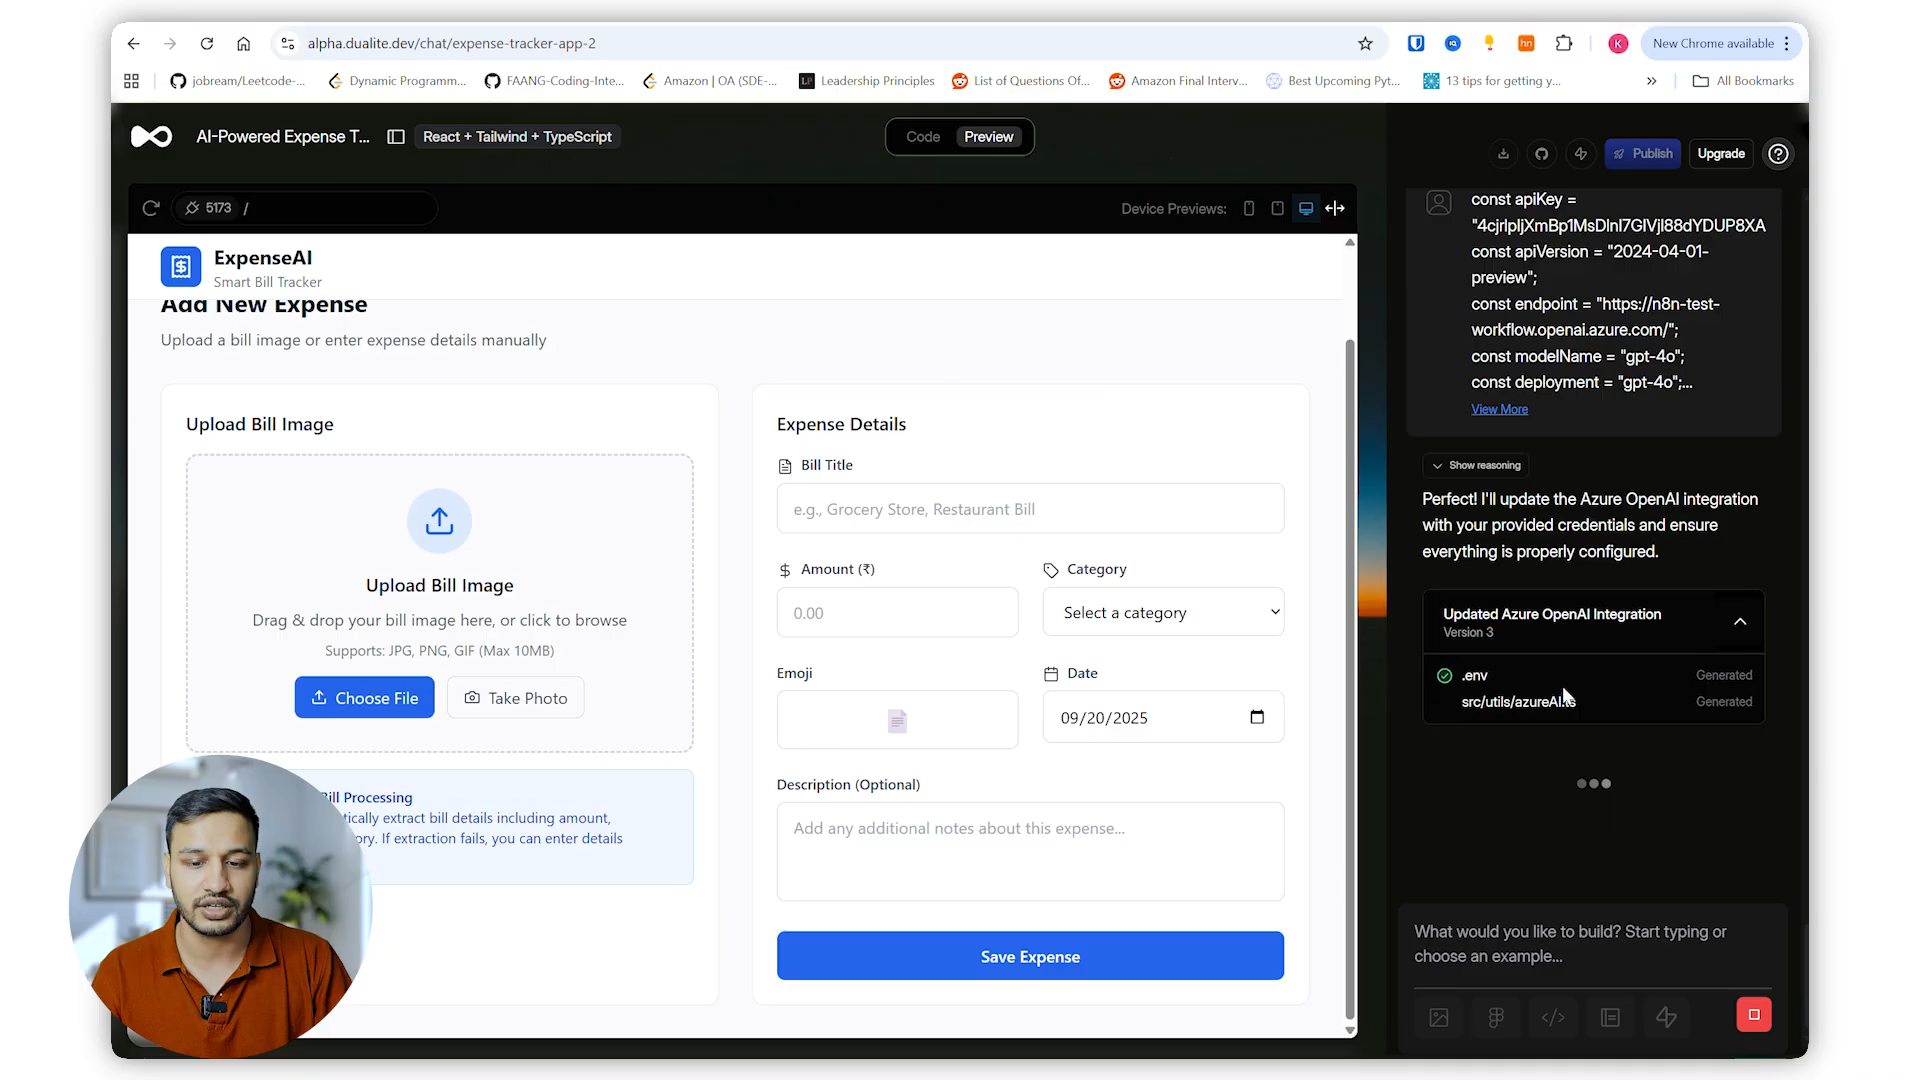 alpha.dualite.dev/chat/expense-tracker-app-2
hn
K
New Chrome available
jobream/Leetcode-...
Dynamic Programm...
FAANG-Coding-Inte...
Amazon | OA (SDE-...
Leadership Principles
List of Questions Of...
Amazon Final Interv...
Best Upcoming Pyt...
13 tips for getting y...
All Bookmarks
AI-Powered Expense T...
React + Tailwind + TypeScript
Code
Preview
Publish
Upgrade
5173 /
Device Previews:
ExpenseAI
Smart Bill Tracker
Add New Expense
Upload a bill image or enter expense details manually
Upload Bill Image
Upload Bill Image
Drag & drop your bill image here, or click to browse
Supports: JPG, PNG, GIF (Max 10MB)
Choose File
Take Photo
Bill Processing
tically extract bill details including amount,
ory. If extraction fails, you can enter details
Expense Details
Bill Title
e.g., Grocery Store, Restaurant Bill
Amount (₹)
0.00
Category
Select a category
Emoji
Date
09/20/2025
Description (Optional)
Add any additional notes about this expense...
Save Expense
const apiKey =
const apiVersion = "2024-04-01-
preview";
const endpoint = "https://n8n-test-
workflow.openai.azure.com/";
const modelName = "gpt-4o";
const deployment = "gpt-4o";...
View More
Show reasoning
Perfect! I'll update the Azure OpenAI integration
with your provided credentials and ensure
everything is properly configured.
Updated Azure OpenAI Integration
Version 3
.env
Generated
src/utils/azureAI.ts
Generated
What would you like to build? Start typing or
choose an example...